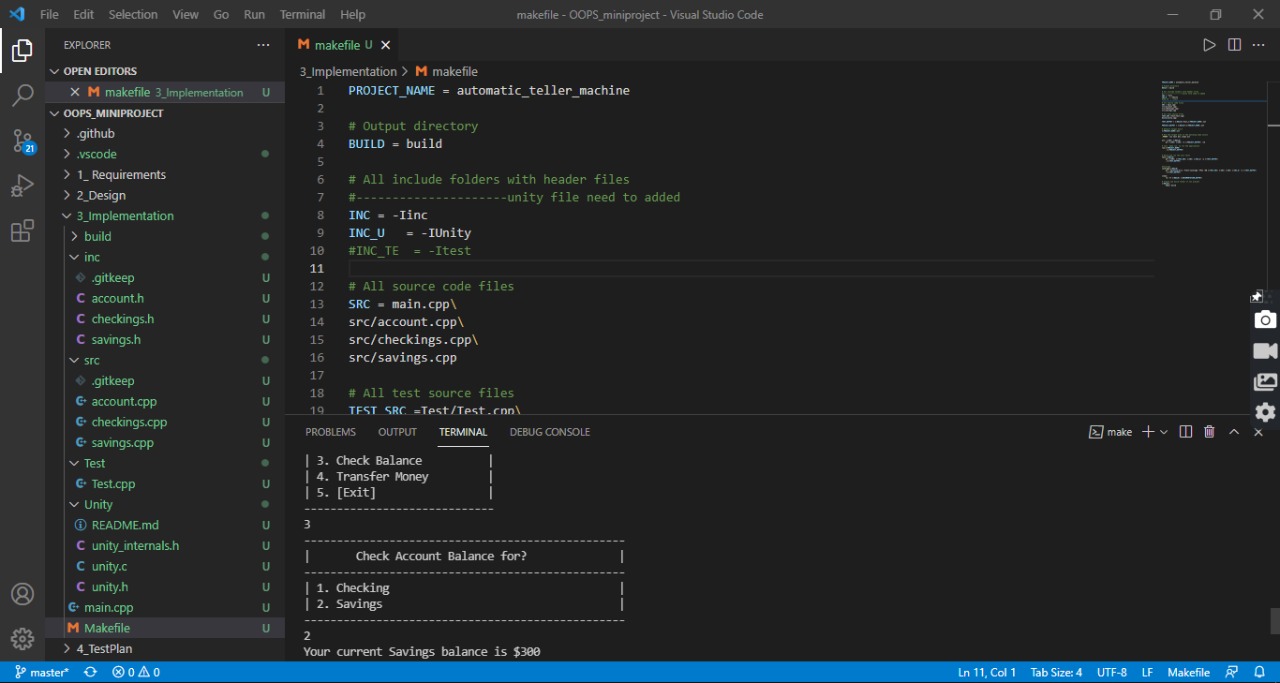 File Edit Selection View Go Run Terminal Help makefile - OOPS_miniproject - Visual Studio Code
EXPLORER
OPEN EDITORS
makefile 3_Implementation U
OOPS_MINIPROJECT
.github
.vscode
1_ Requirements
2_Design
3_Implementation
build
inc
.gitkeep U
account.h U
checkings.h U
savings.h U
src
.gitkeep U
account.cpp U
checkings.cpp U
savings.cpp U
Test
Test.cpp U
Unity
README.md U
unity_internals.h U
unity.c U
unity.h U
main.cpp U
Makefile U
4_TestPlan
21
makefile U
3_Implementation > makefile
1 PROJECT_NAME = automatic_teller_machine
2
3 # Output directory
4 BUILD = build
5
6 # All include folders with header files
7 #---------------------unity file need to added
8 INC = -Iinc
9 INC_U   = -IUnity
10 #INC_TE  = -Itest
11
12 # All source code files
13 SRC = main.cpp\
14 src/account.cpp\
15 src/checkings.cpp\
16 src/savings.cpp
17
18 # All test source files
19 TEST_SRC =Test/Test.cpp\
PROBLEMS OUTPUT TERMINAL DEBUG CONSOLE make
| 3. Check Balance |
| 4. Transfer Money |
| 5. [Exit] |
----------------------------
3
-----------------------------------------------
| Check Account Balance for? |
-----------------------------------------------
| 1. Checking |
| 2. Savings |
-----------------------------------------------
2
Your current Savings balance is $300
master* 0 0 Ln 11, Col 1 Tab Size: 4 UTF-8 LF Makefile